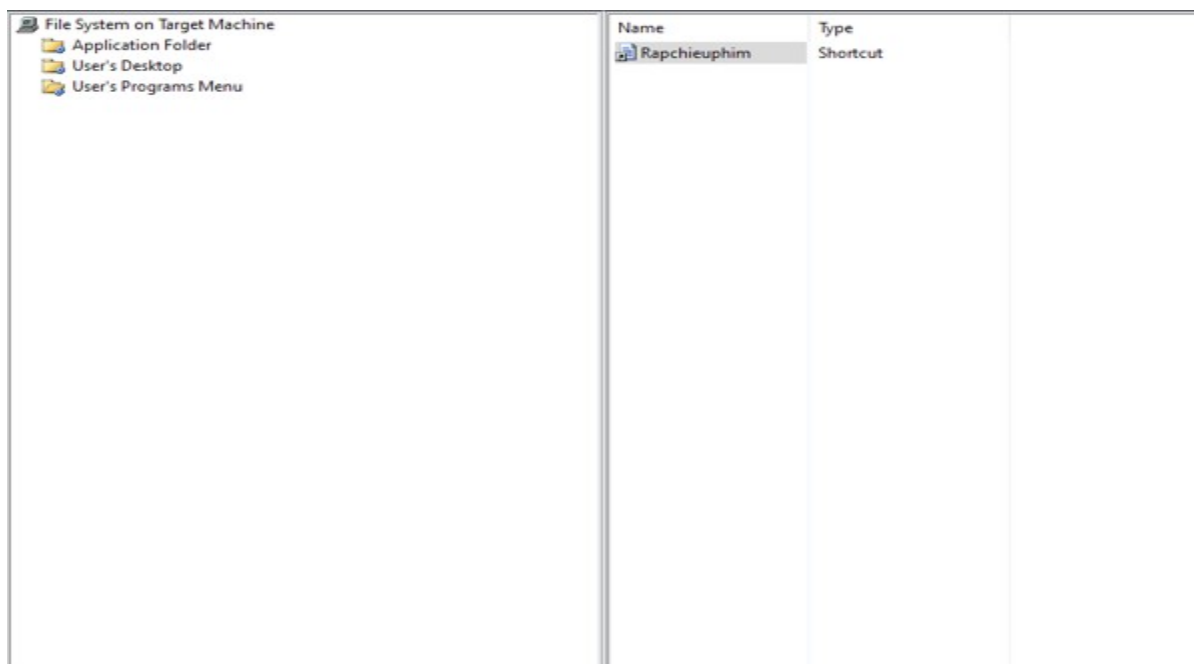 File System on Target Machine
Application Folder
User's Desktop
User's Programs Menu
Name Type
Rapchieuphim Shortcut